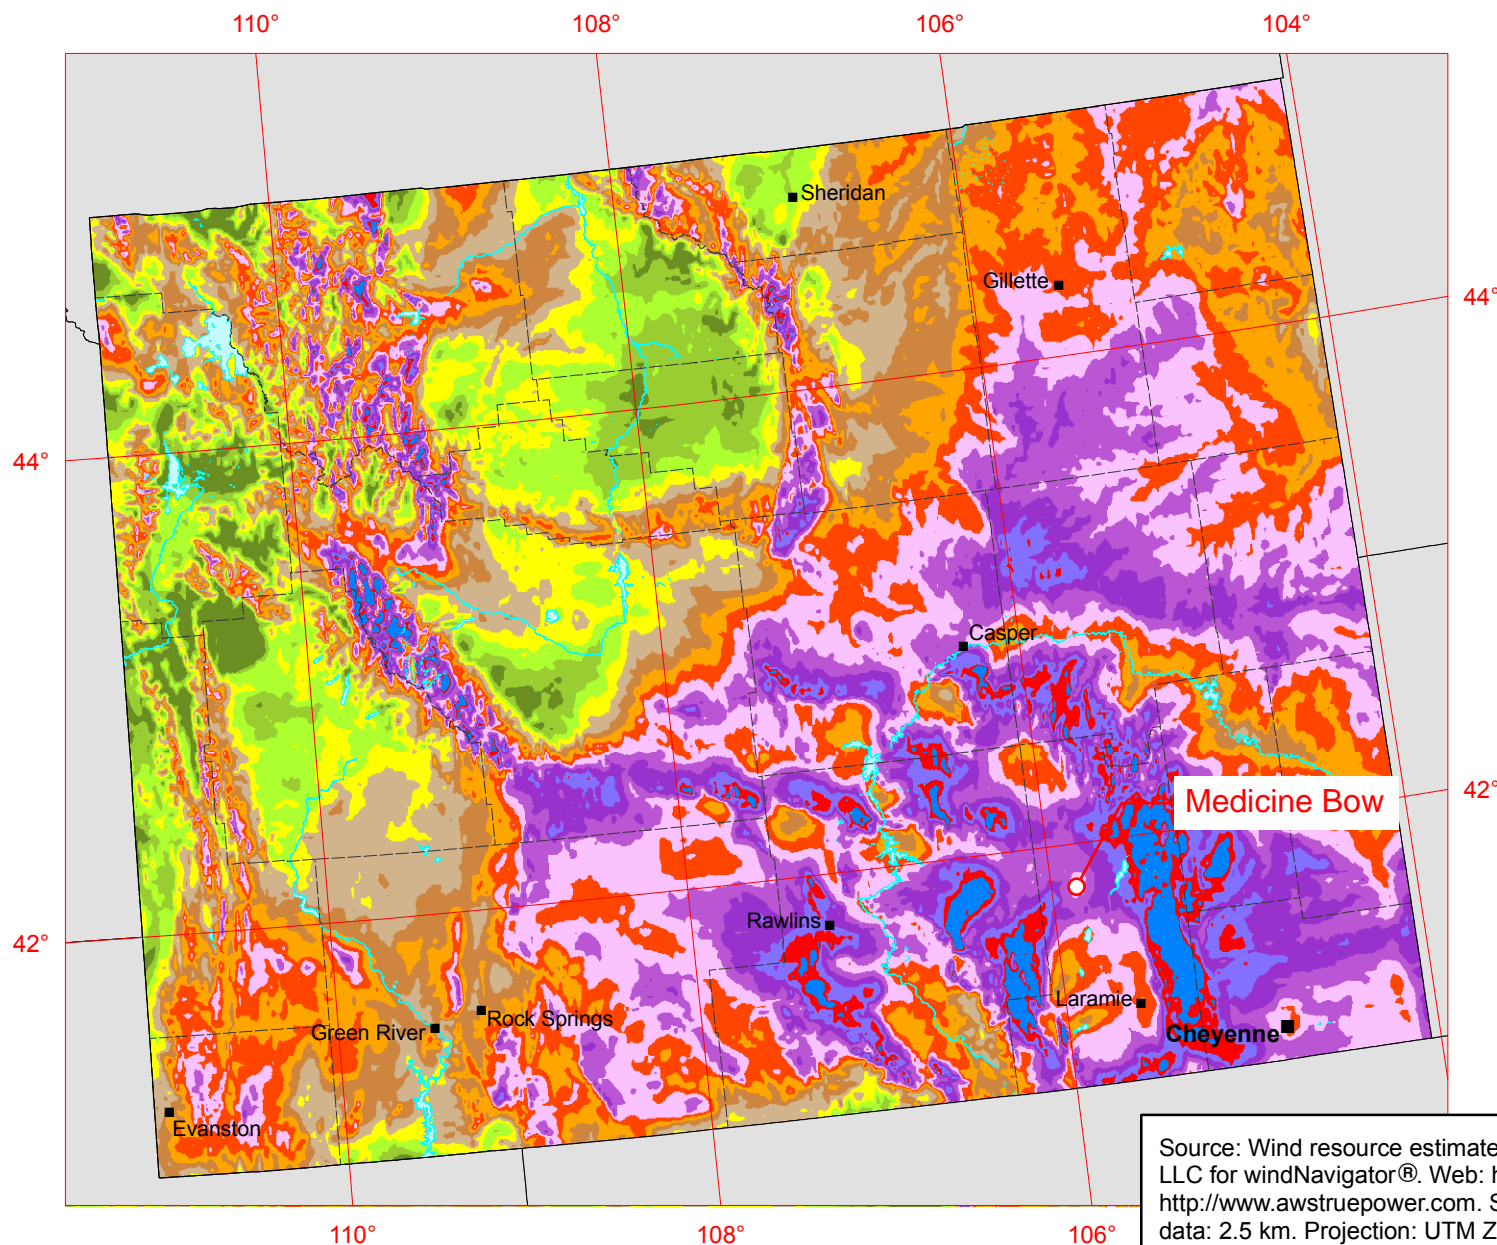 110°
108°
106°
104°
Sheridan
Gillette
44°
44°
Casper
Medicine Bow
42°
Rawlins
42°
Laramie
Rock Springs
Green River
Cheyenne
Evanston
Source: Wind resource estimate
LLC for windNavigator®. Web: h
http://www.awstruepower.com. S
data: 2.5 km. Projection: UTM Z
110°
108°
106°